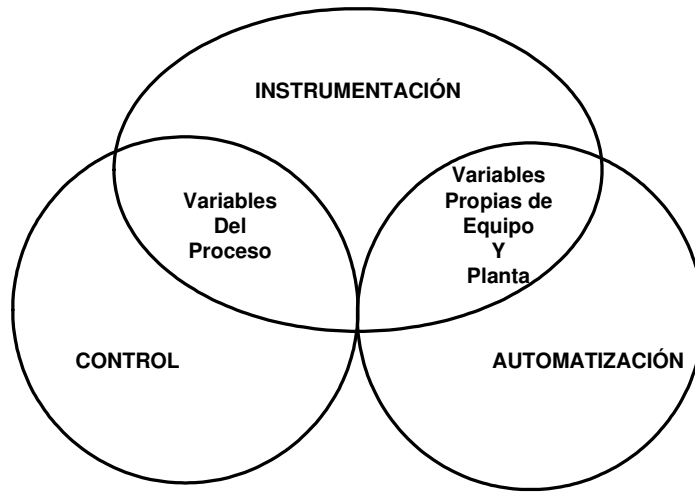 INSTRUMENTACIÓN
Variables
Del
Proceso
Variables
Propias de
Equipo
Y
Planta
CONTROL
AUTOMATIZACIÓN